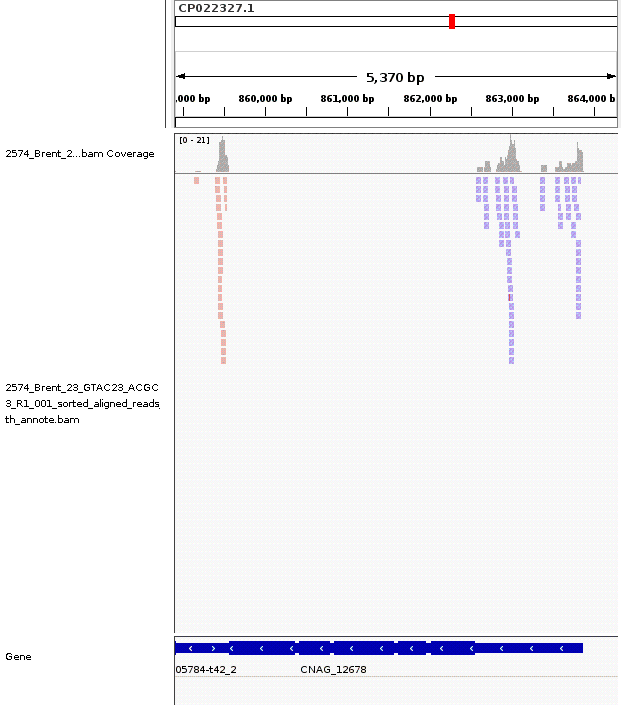 CP022327.1
5,370 bp
,000 bp 860,000 bp 861,000 bp 862,000 bp 863,000 bp 864,000 b
[0 - 21]
2574_Brent_2...bam Coverage
2574_Brent_23_GTAC23_ACGC
3_R1_001_sorted_aligned_reads_
th_annote.bam
Gene
05784-t42_2 CNAG_12678